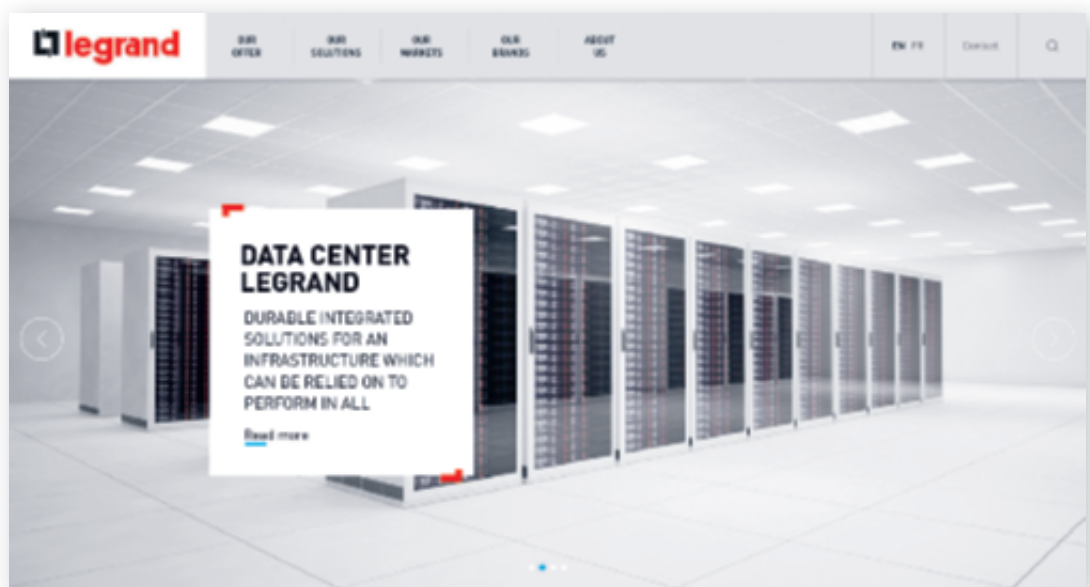 legrand
OUR
OFFER
OUR
SOLUTIONS
OUR
MARKETS
OUR
BRANDS
ABOUT
US
EN FR
Contact
DATA CENTER
LEGRAND
DURABLE INTEGRATED
SOLUTIONS FOR AN
INFRASTRUCTURE WHICH
CAN BE RELIED ON TO
PERFORM IN ALL
Read more